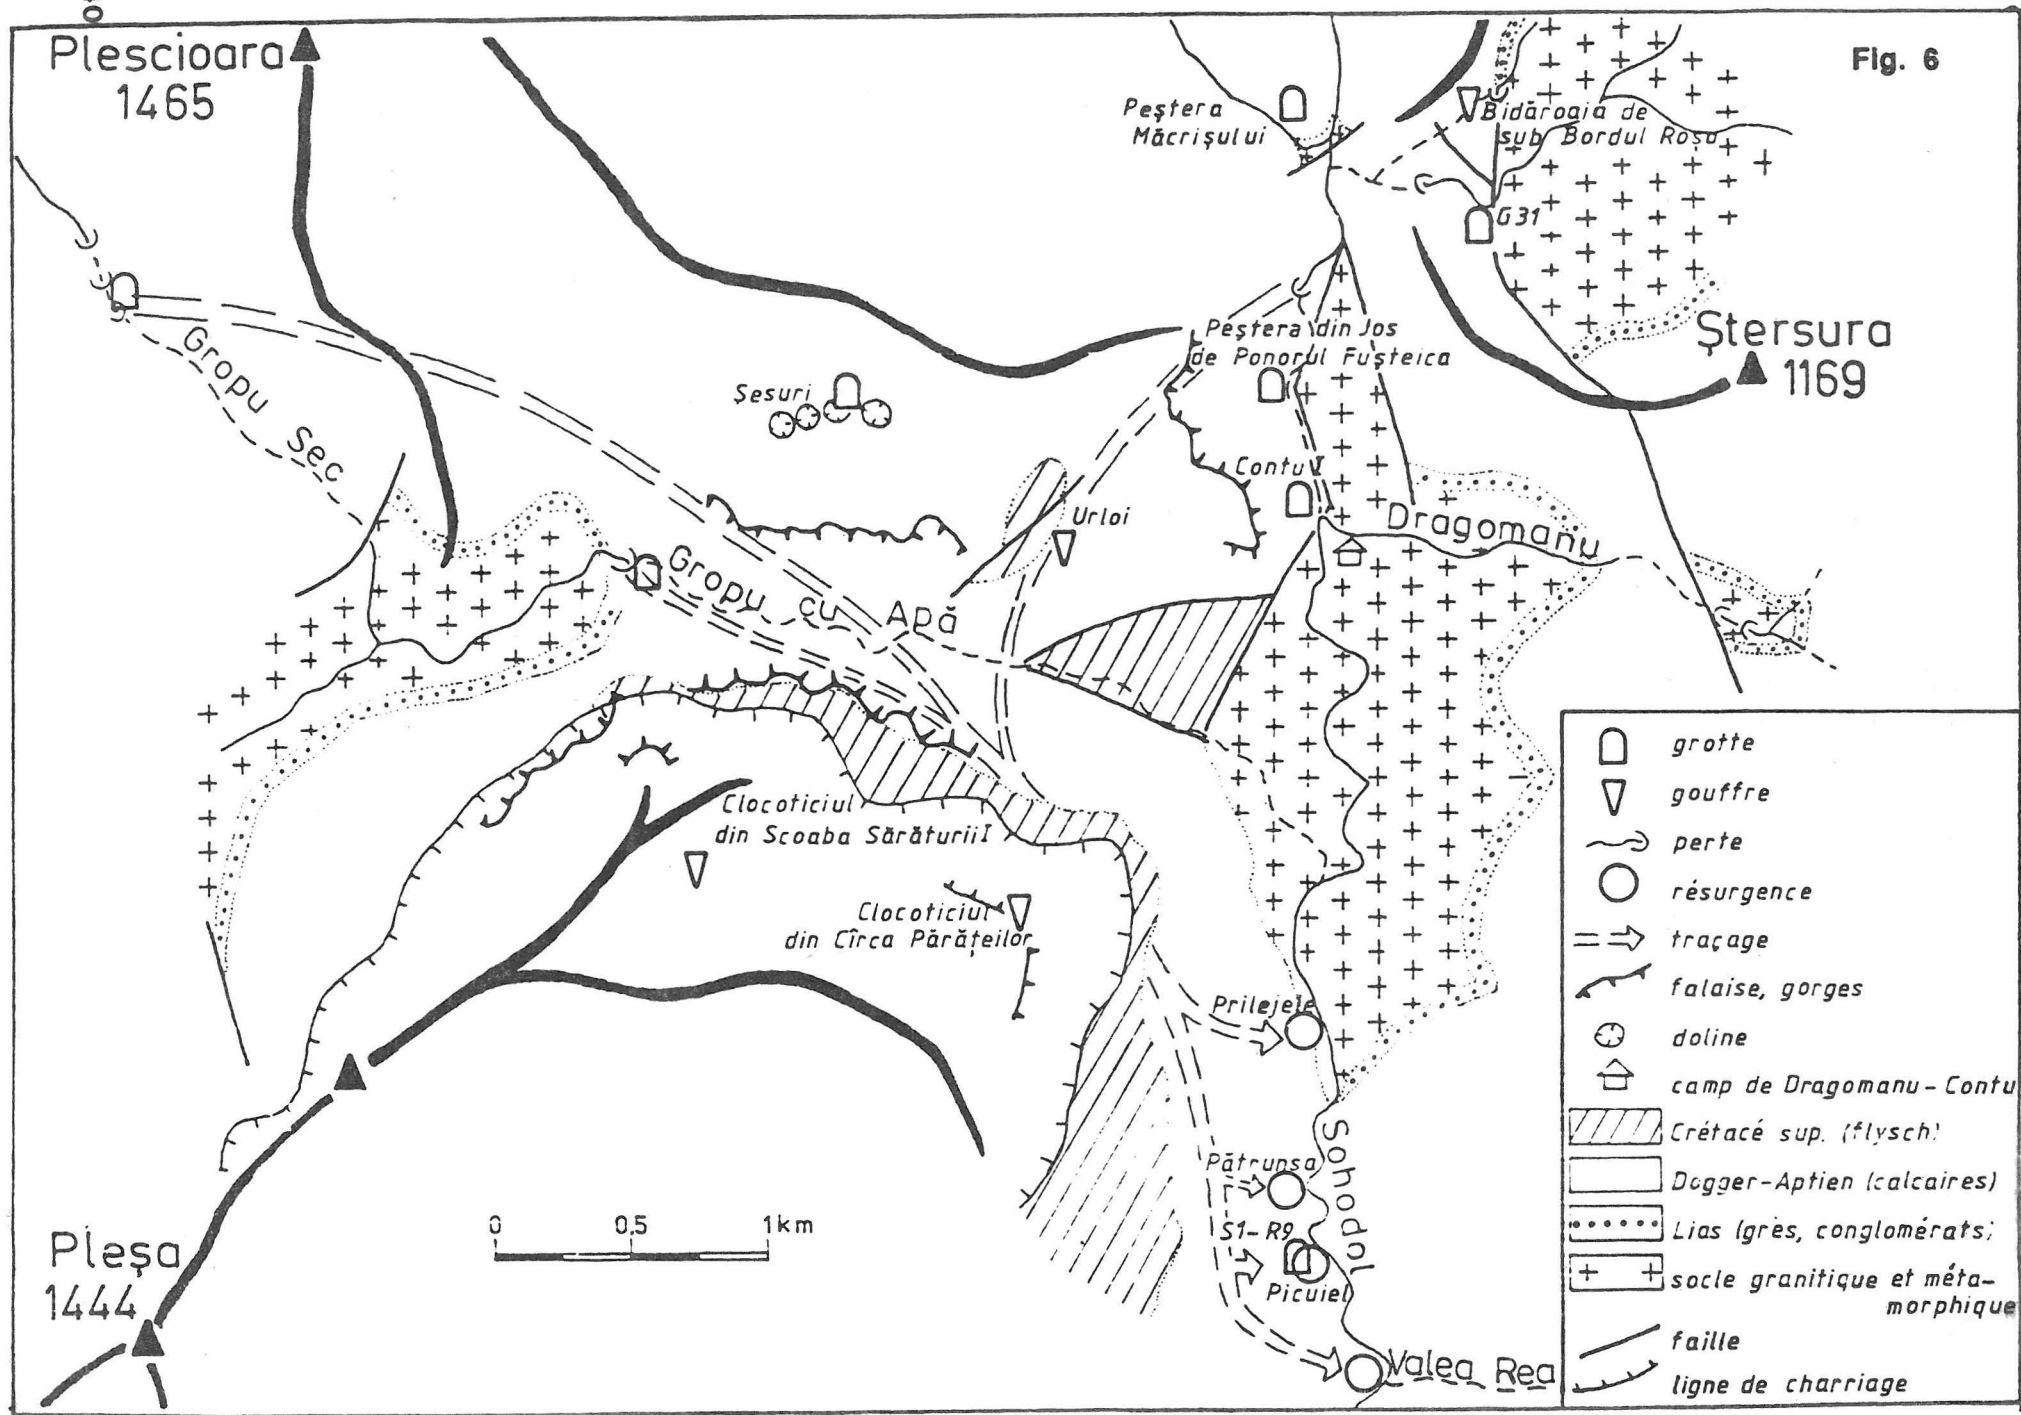 Fig. 6
Plescioara
1465
Peştera
Măcrişului
Bidăroaia de
sub Bordul Roşu
G31
Ştersura
1169
Gropu Sec
Şesuri
Peştera din Jos
de Ponorul Fuşteica
Contu I
Urloi
Dragomanu
Gropu cu Apă
Clocoticiul
din Scoaba Sărăturii I
Clocoticiul
din Cîrca Părăţeilor
Prilejele
Sohodol
Pătrunsa
S1-R9
Picuiel
Valea Rea
Pleşa
1444
0 0,5 1km
grotte
gouffre
perte
résurgence
traçage
falaise, gorges
doline
camp de Dragomanu-Contu
Crétacé sup. (flysch)
Dogger-Aptien (calcaires)
Lias (grès, conglomérats)
socle granitique et méta-
morphique
faille
ligne de charriage